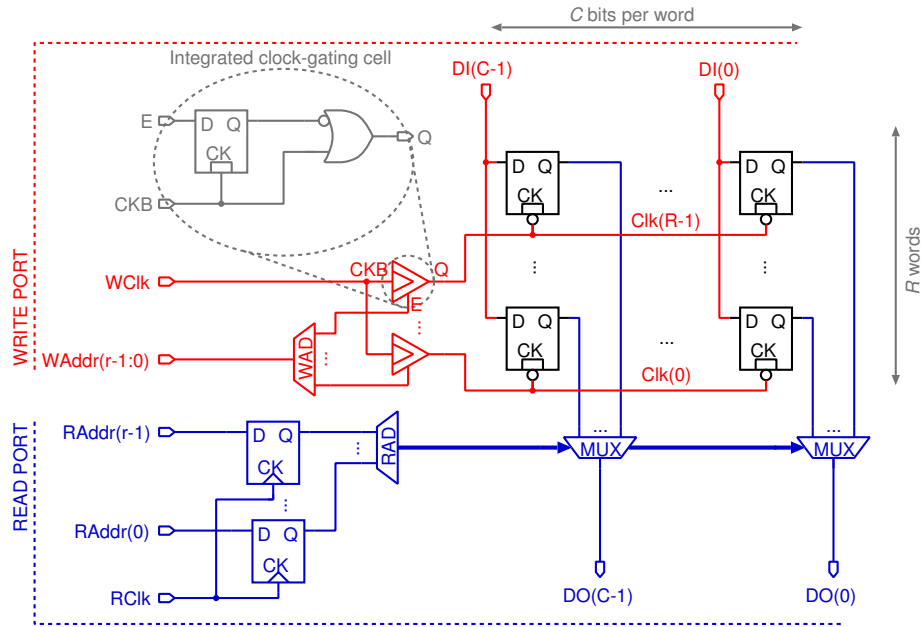 C bits per word
Integrated clock-gating cell
DI(C-1)
DI(0)
E
D
Q
CK
Q
CKB
D
Q
CK
...
D
Q
CK
Clk(R-1)
R words
WRITE PORT
WClk
CKB
Q
E
...
...
...
WAddr(r-1:0)
WAD
...
D
Q
CK
...
D
Q
CK
Clk(0)
READ PORT
RAddr(r-1)
D
Q
CK
...
RAD
...
MUX
...
MUX
...
RAddr(0)
D
Q
CK
RClk
DO(C-1)
DO(0)